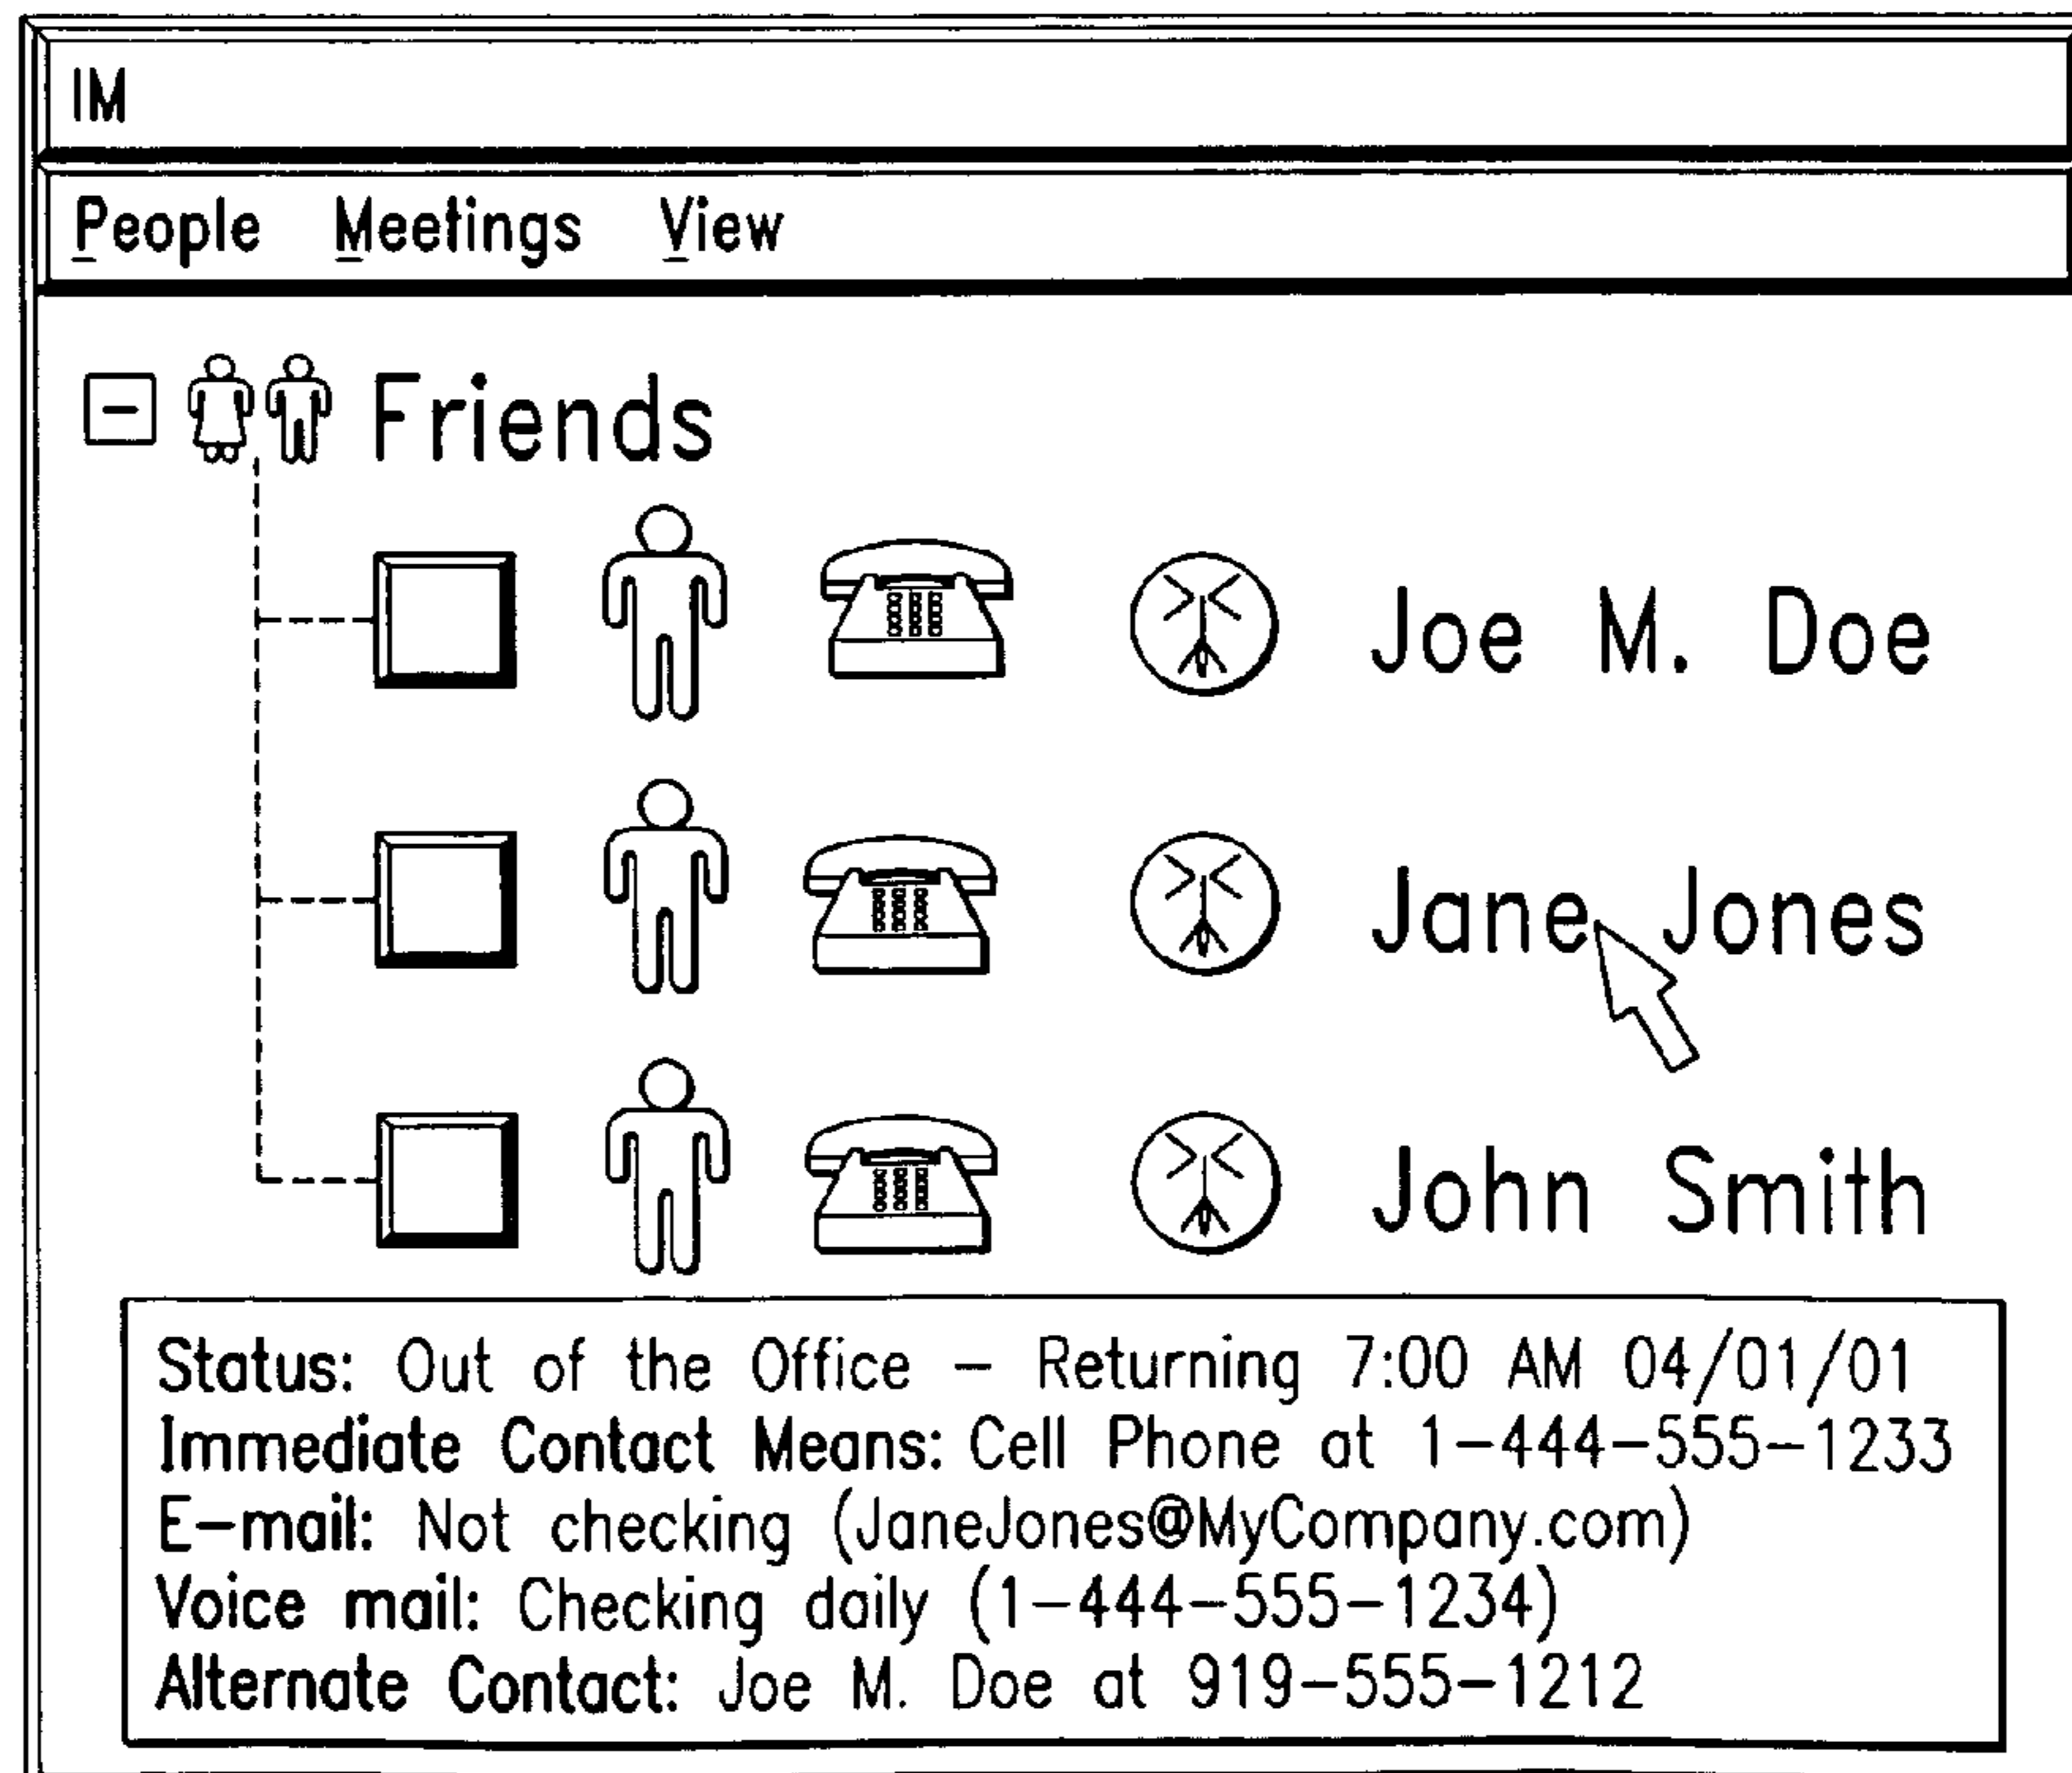 IM
People Meetings View
Friends
Joe M. Doe
Jane Jones
John Smith
Status: Out of the Office – Returning 7:00 AM 04/01/01
Immediate Contact Means: Cell Phone at 1-444-555-1233
E-mail: Not checking (JaneJones@MyCompany.com)
Voice mail: Checking daily (1-444-555-1234)
Alternate Contact: Joe M. Doe at 919-555-1212